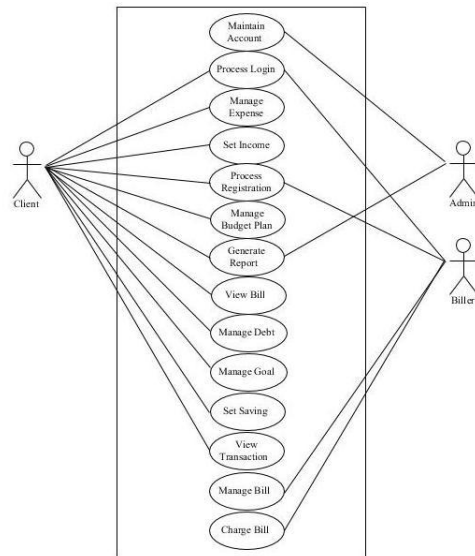 Maintain
Account
Process Login
Manage
Expense
Set Income
Process
Registration
Manage
Budget Plan
Generate
Report
View Bill
Manage Debt
Manage Goal
Set Saving
View
Transaction
Manage Bill
Charge Bill
Client
Admin
Biller